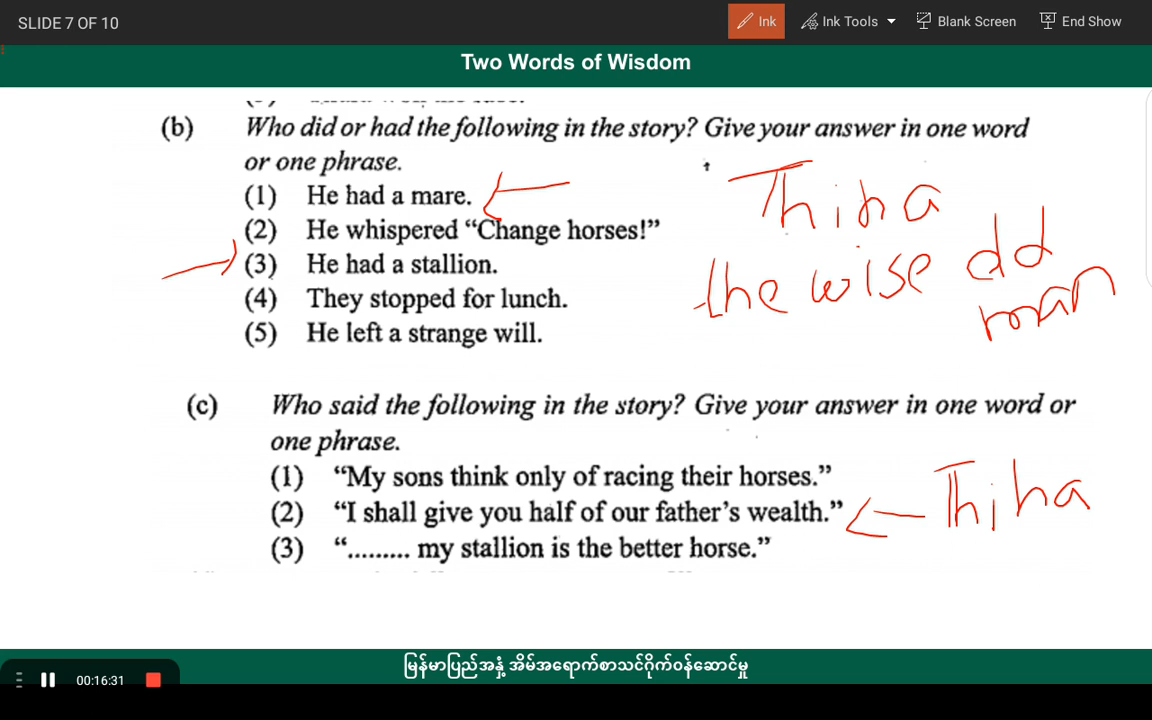 SLIDE 7 OF 10
Ink
Ink Tools
Blank Screen
End Show
Two Words of Wisdom
(b) Who did or had the following in the story? Give your answer in one word
or one phrase.
(1) He had a mare.
(2) He whispered “Change horses!”
(3) He had a stallion.
(4) They stopped for lunch.
(5) He left a strange will.
Thiha
the wise old
man
(c) Who said the following in the story? Give your answer in one word or
one phrase.
(1) “My sons think only of racing their horses.”
(2) “I shall give you half of our father’s wealth.”
(3) “......... my stallion is the better horse.”
Thiha
မြန်မာပြည်အနှံ့ အိမ်အရောက်စာသင်ဂိုက်ဝန်ဆောင်မှု
00:16:31